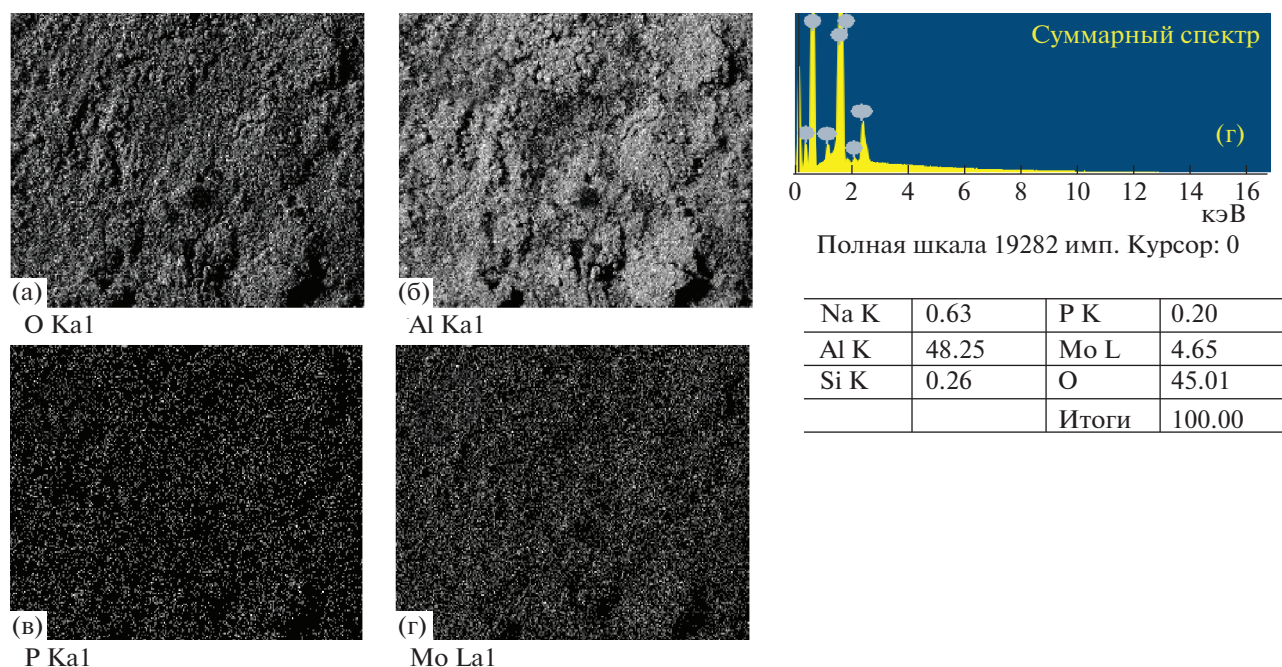 (а)
O Ka1
(б)
Al Ka1
(в)
P Ka1
(г)
Mo La1
Суммарный спектр
(г)
0 2 4 6 8 10 12 14 16
кэВ
Полная шкала 19282 имп. Курсор: 0
Na K 0.63 P K 0.20
Al K 48.25 Mo L 4.65
Si K 0.26 O 45.01
Итоги 100.00